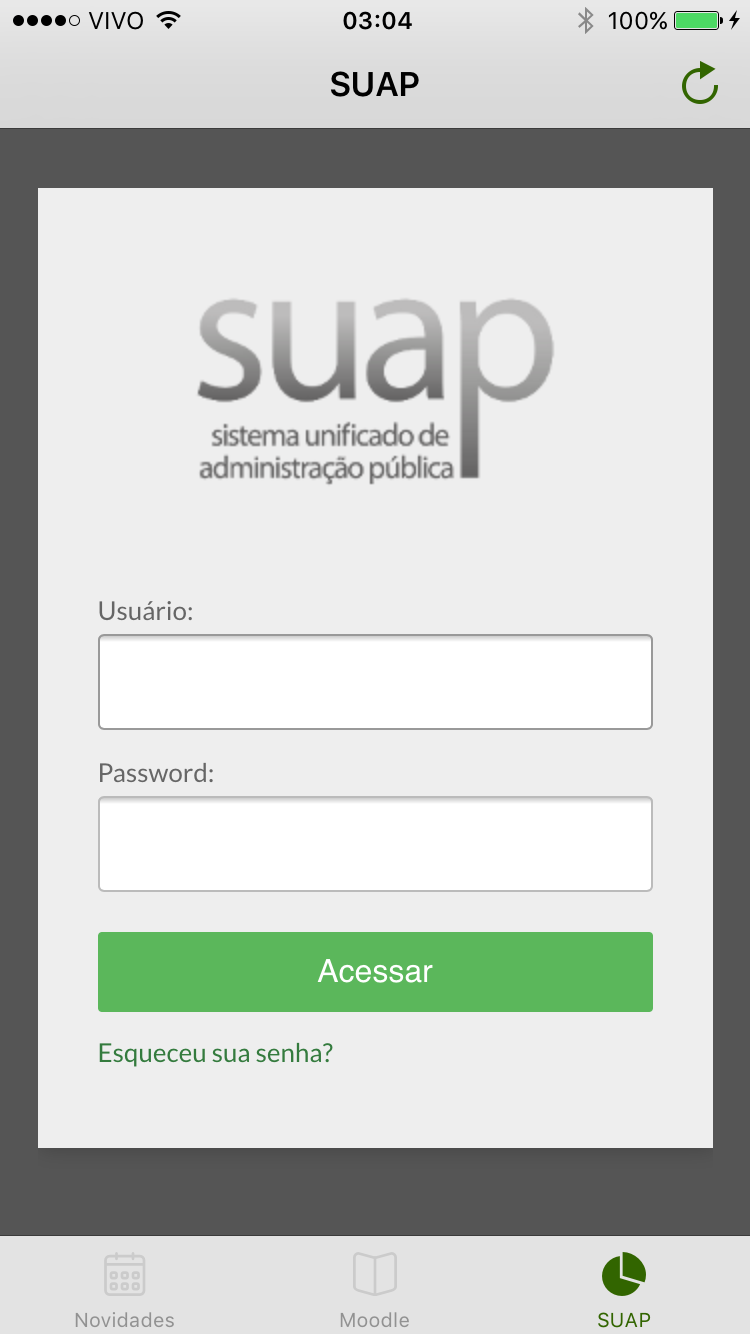 VIVO 03:04 100%
SUAP
suap
sistema unificado de
administração pública
Usuário:
Password:
Acessar
Esqueceu sua senha?
Novidades Moodle SUAP